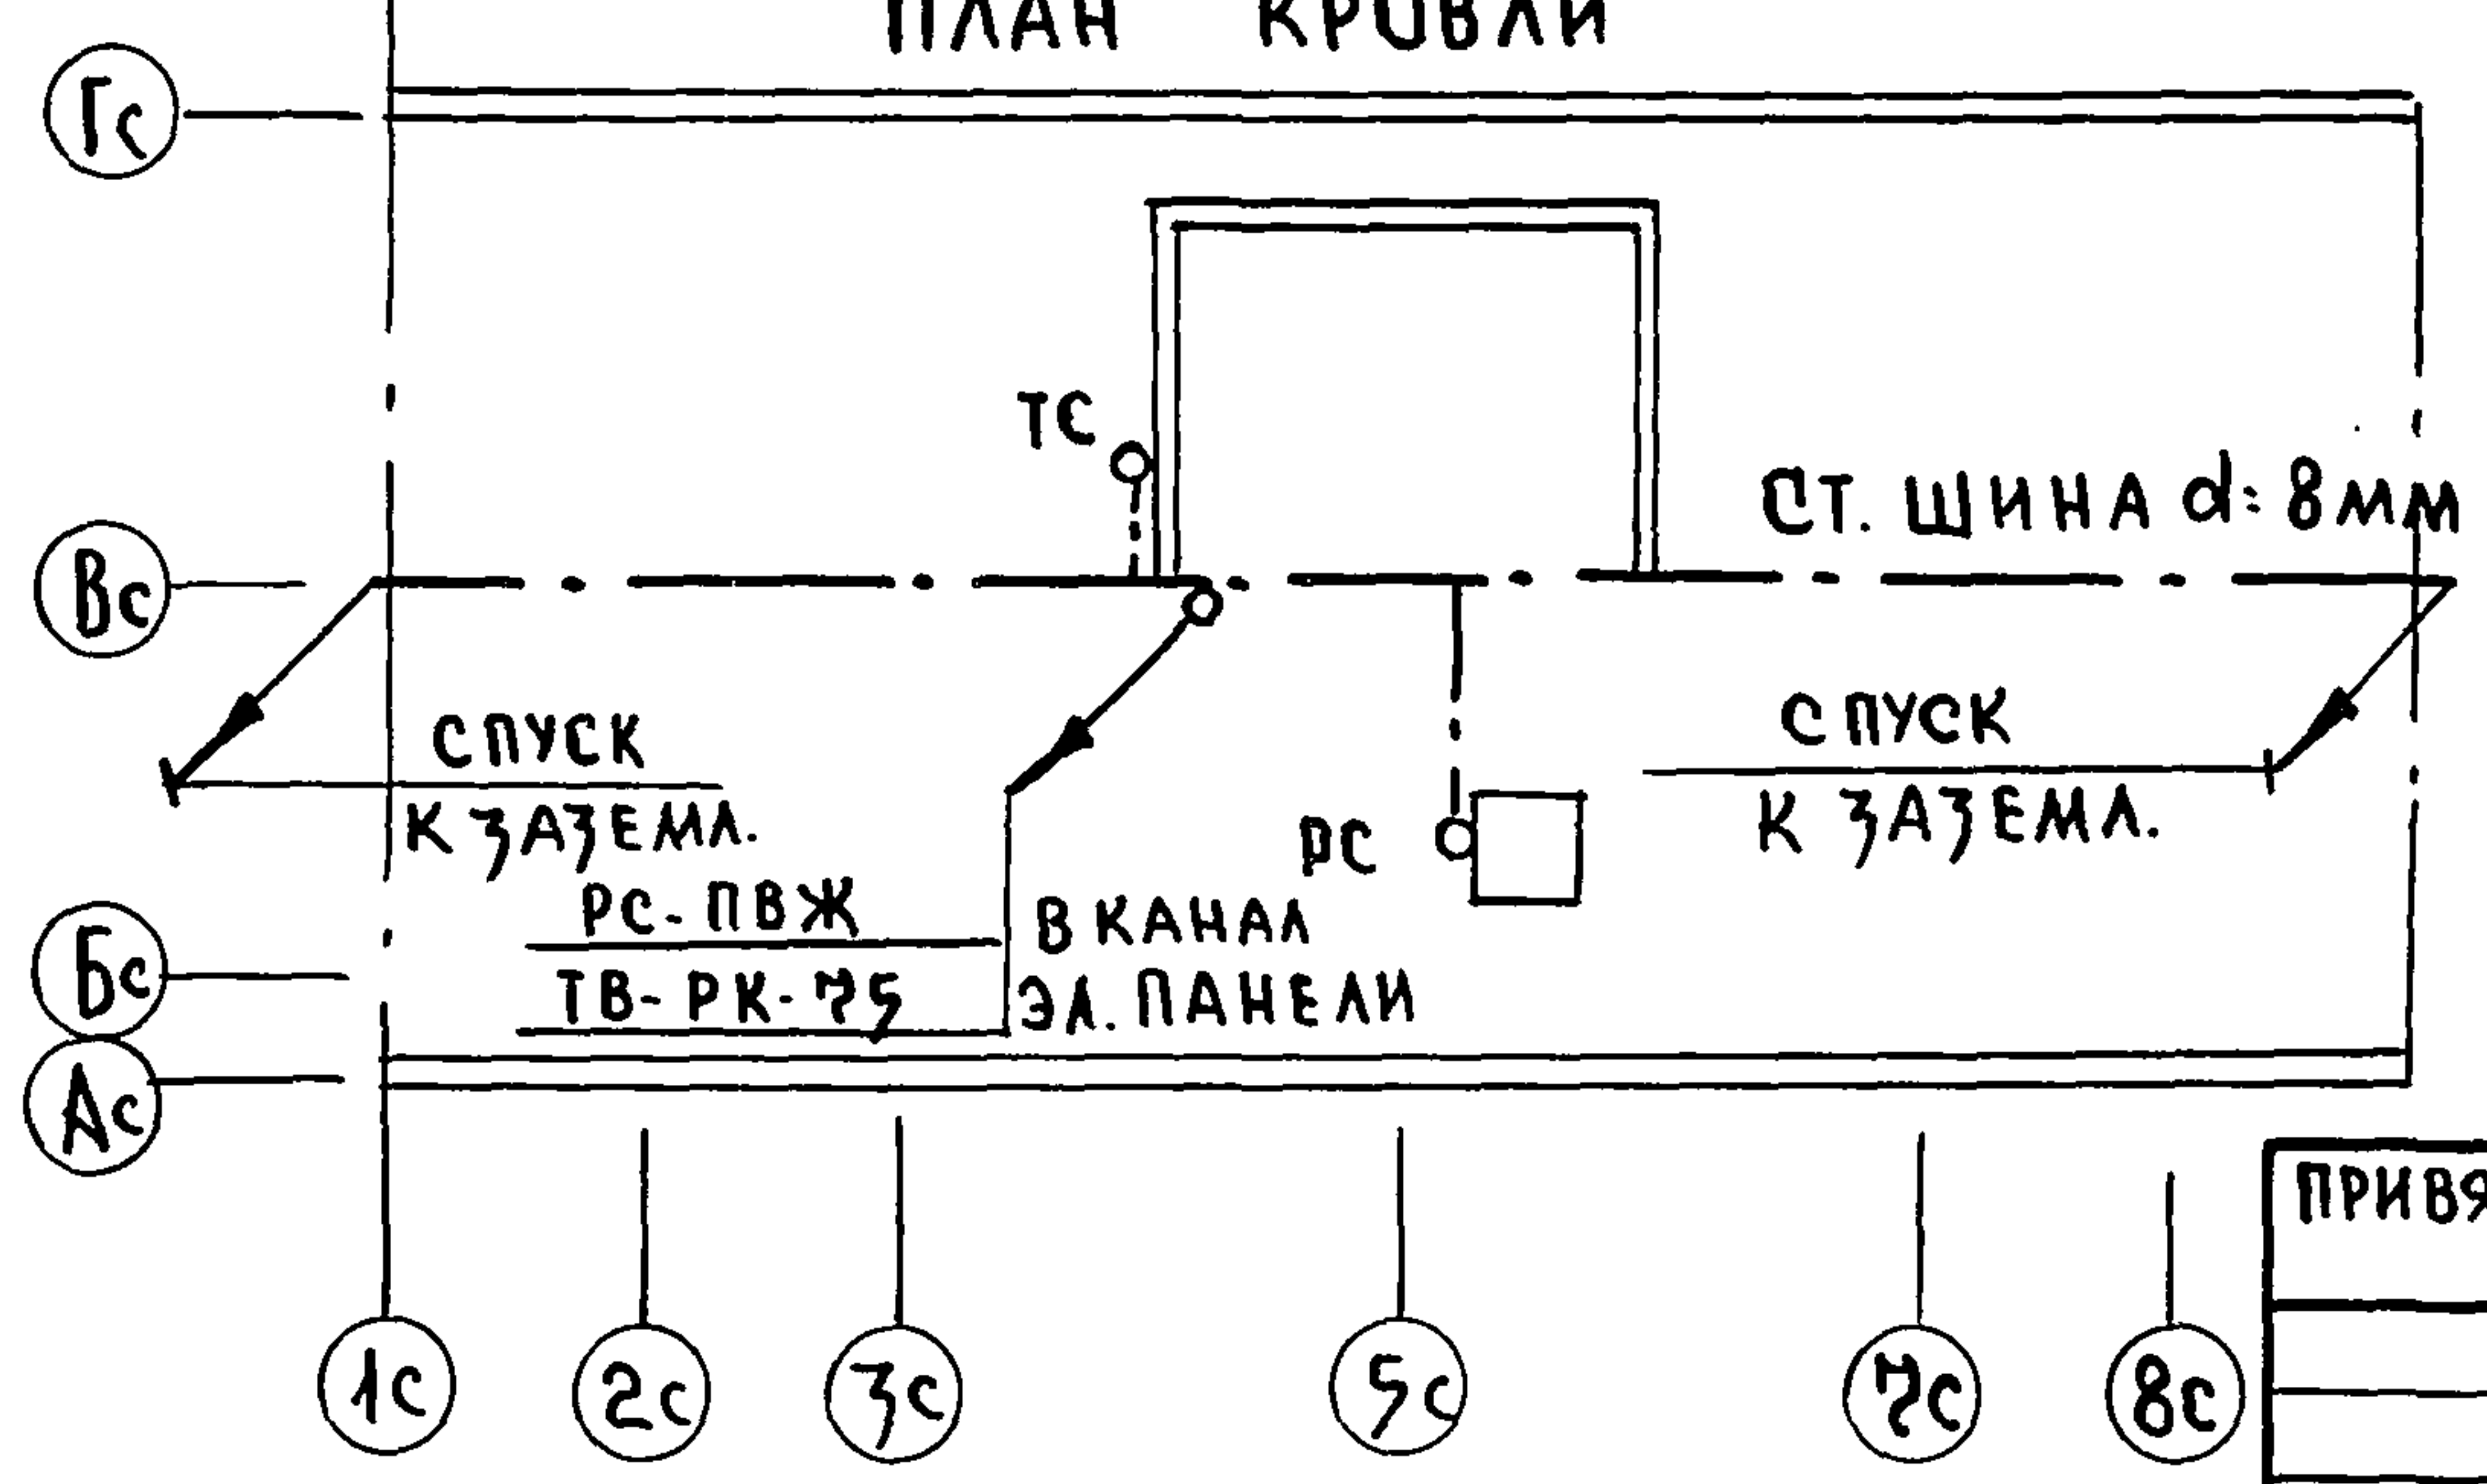 ПЛАН КРОВЛИ
Гс
ТС
Ст. ШИНА d=8мм
Вс
СПУСК
К ЗАЗЕМЛ.
СПУСК
К ЗАЗЕМЛ.
РС
РС-ПВЖ
ТВ-РК-75
В КАНАЛ
ЭЛ. ПАНЕЛИ
Бс
Ас
ПРИВЯ
1с
2с
3с
5с
7с
8с